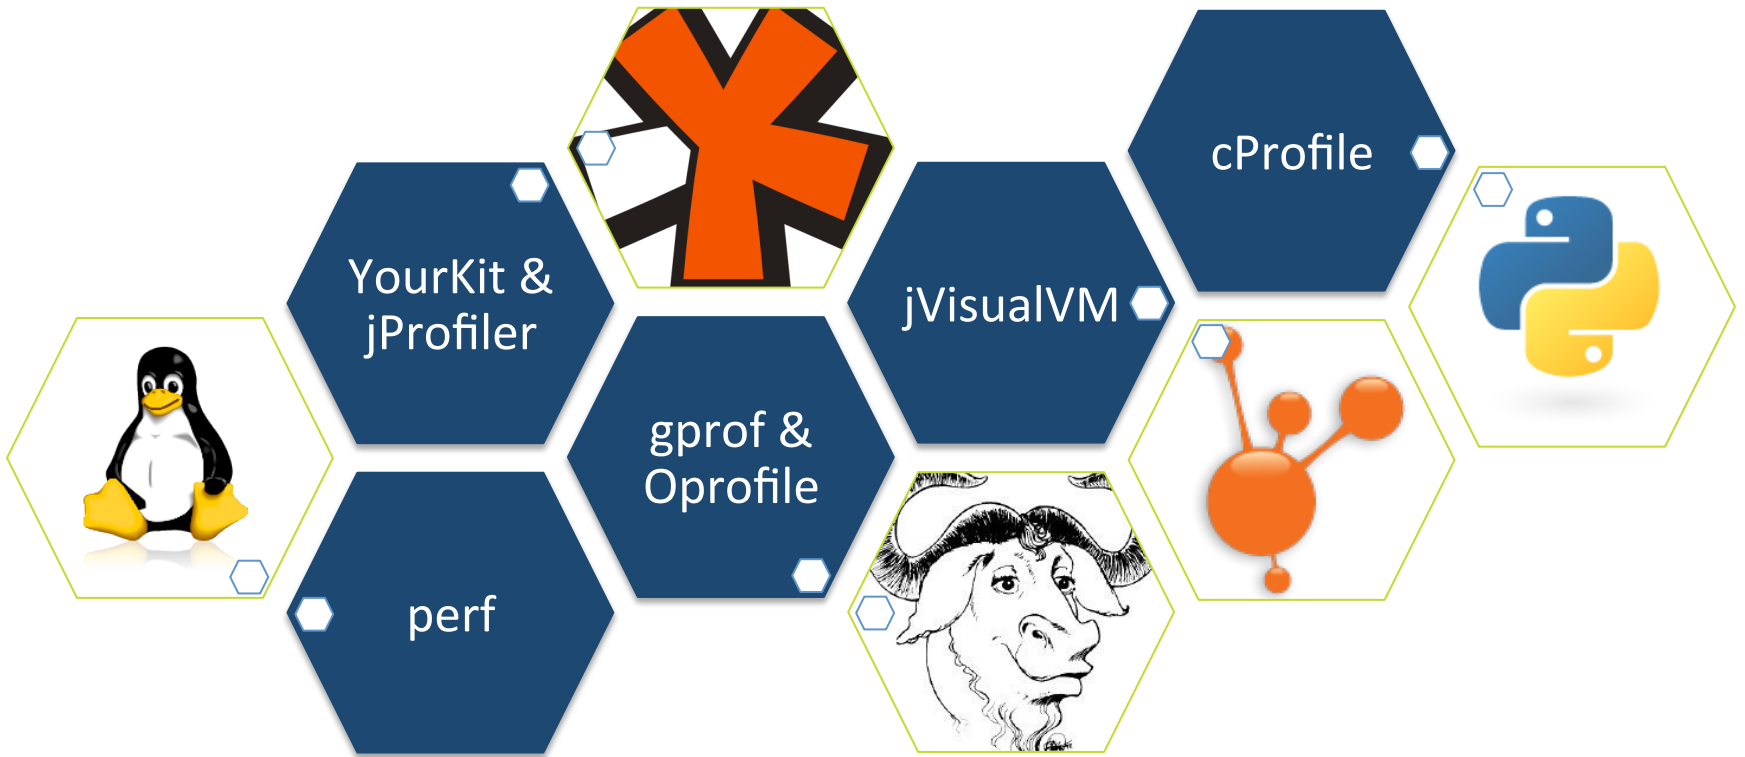 YourKit &
jProfiler
perf
gprof &
Oprofile
jVisualVM
cProfile